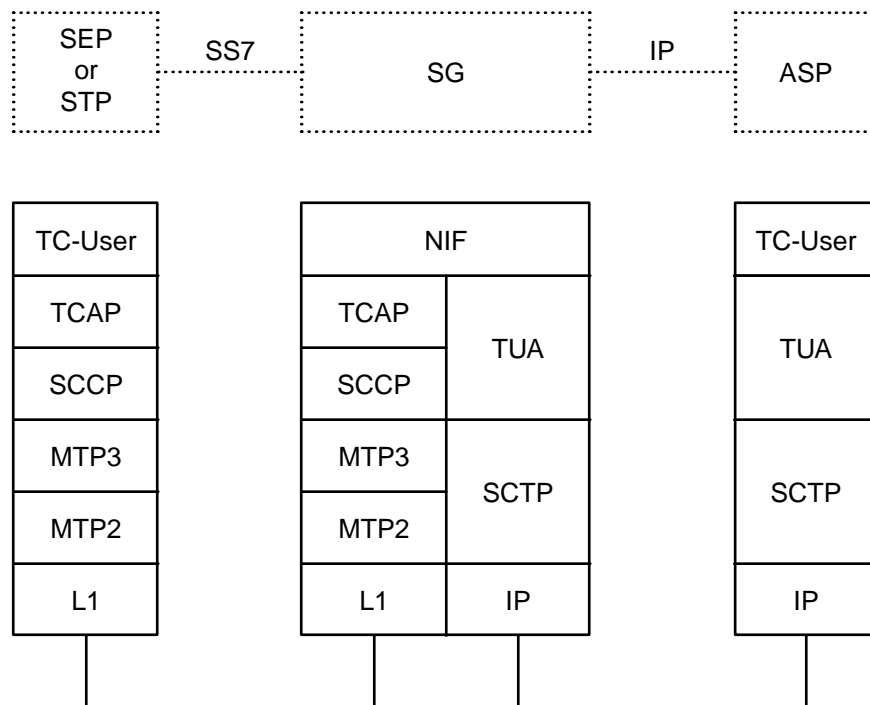 SEP
or
STP
SS7
SG
IP
ASP
TC-User
TCAP
SCCP
MTP3
MTP2
L1
NIF
TCAP
SCCP
MTP3
MTP2
L1
TUA
SCTP
IP
TC-User
TUA
SCTP
IP